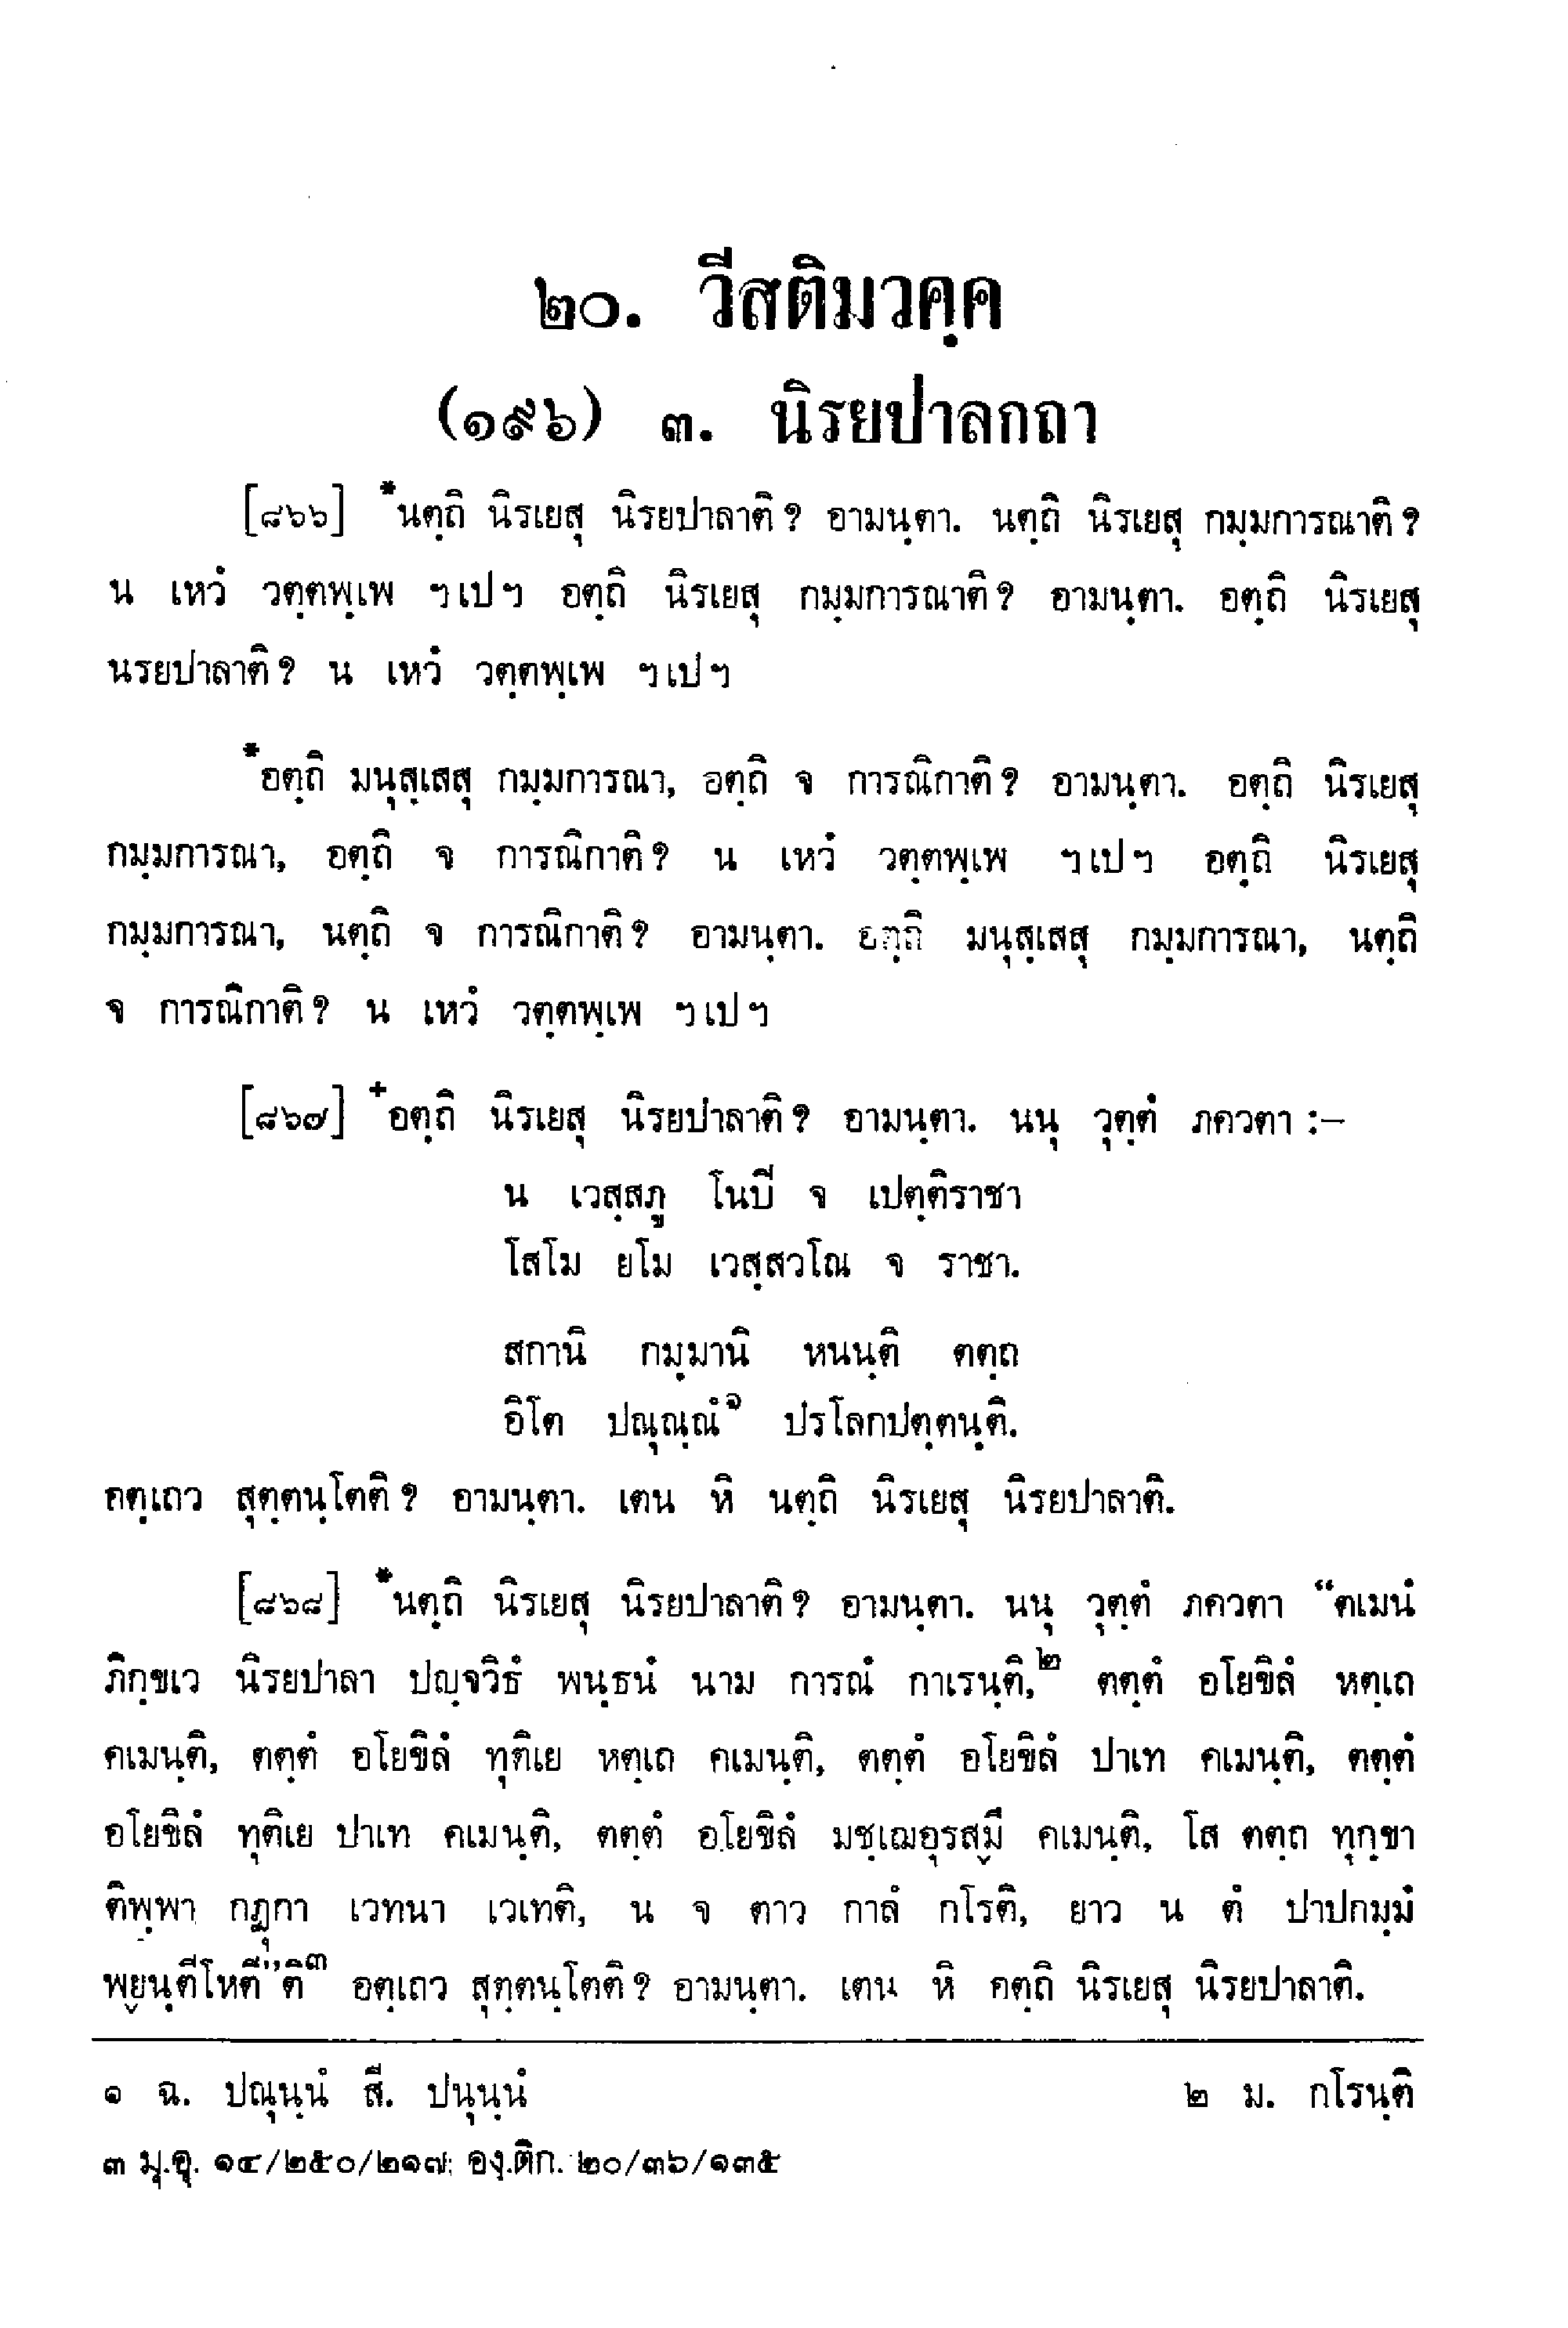 ๒๐. วีสติมวคฺค
(๑๙๖) ๓. นิรยปาลกถา
[๘๖๖] *นตฺถิ นิรเยสุ นิรยปาลาติ? อามนฺตา. นตฺถิ นิรเยสุ กมฺมการณาติ?
น เหวํ วตฺตพฺเพ ฯเปฯ อตฺถิ นิรเยสุ กมฺมการณาติ? อามนฺตา. อตฺถิ นิรเยสุ
นรยปาลาติ? น เหวํ วตฺตพฺเพ ฯเปฯ
*อตฺถิ มนุสฺเสสุ กมฺมการณา, อตฺถิ จ การณิกาติ? อามนฺตา. อตฺถิ นิรเยสุ
กมฺมการณา, อตฺถิ จ การณิกาติ? น เหวํ วตฺตพฺเพ ฯเปฯ อตฺถิ นิรเยสุ
กมฺมการณา, นตฺถิ จ การณิกาติ? อามนฺตา. อตฺถิ มนุสฺเสสุ กมฺมการณา, นตฺถิ
จ การณิกาติ? น เหวํ วตฺตพฺเพ ฯเปฯ
[๘๖๗] +อตฺถิ นิรเยสุ นิรยปาลาติ? อามนฺตา. นนุ วุตฺตํ ภควตา :–
น เวสฺสภู โนปี จ เปตฺติราชา
โสโม ยโม เวสฺสวโณ จ ราชา.
สกานิ กมฺมานิ หนนฺติ ตตฺถ
อิโต ปณุณฺณํ๑ ปรโลกปตฺตนฺติ.
อตฺเถว สุตฺตนฺโตติ? อามนฺตา. เตน หิ นตฺถิ นิรเยสุ นิรยปาลาติ.
[๘๖๘] *นตฺถิ นิรเยสุ นิรยปาลาติ? อามนฺตา. นนุ วุตฺตํ ภควตา “ตเมนํ
ภิกฺขเว นิรยปาลา ปญฺจวิธํ พนฺธนํ นาม การณํ กาเรนฺติ,๒ ตตฺตํ อโยขิลํ หตฺเถ
คเมนฺติ, ตตฺตํ อโยขิลํ ทุติเย หตฺเถ คเมนฺติ, ตตฺตํ อโยขิลํ ปาเท คเมนฺติ, ตตฺตํ
อโยขิลํ ทุติเย ปาเท คเมนฺติ, ตตฺตํ อโยขิลํ มชฺเฌอุรสฺมึ คเมนฺติ, โส ตตฺถ ทุกฺขา
ติพฺพา กฏุกา เวทนา เวเทติ, น จ ตาว กาลํ กโรติ, ยาว น ตํ ปาปกมฺมํ
พฺยนฺตีโหตี”ติ๓ อตฺเถว สุตฺตนฺโตติ? อามนฺตา. เตน หิ อตฺถิ นิรเยสุ นิรยปาลาติ.
๑ ฉ. ปณุนฺนํ สี. ปนุนฺนํ ๒ ม. กโรนฺติ
๓ ม.อุ. ๑๔/๒๕๐/๒๑๗; องฺ.ติก. ๒๐/๓๖/๑๓๕